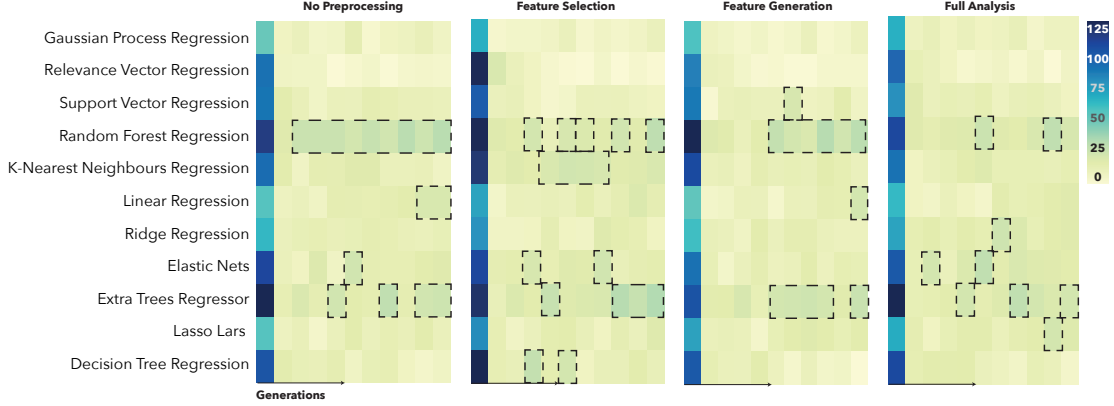 No Preprocessing
Feature Selection
Feature Generation
Full Analysis
Gaussian Process Regression
Relevance Vector Regression
Support Vector Regression
Random Forest Regression
K-Nearest Neighbours Regression
Linear Regression
Ridge Regression
Elastic Nets
Extra Trees Regressor
Lasso Lars
Decision Tree Regression
125
100
75
50
25
0
Generations